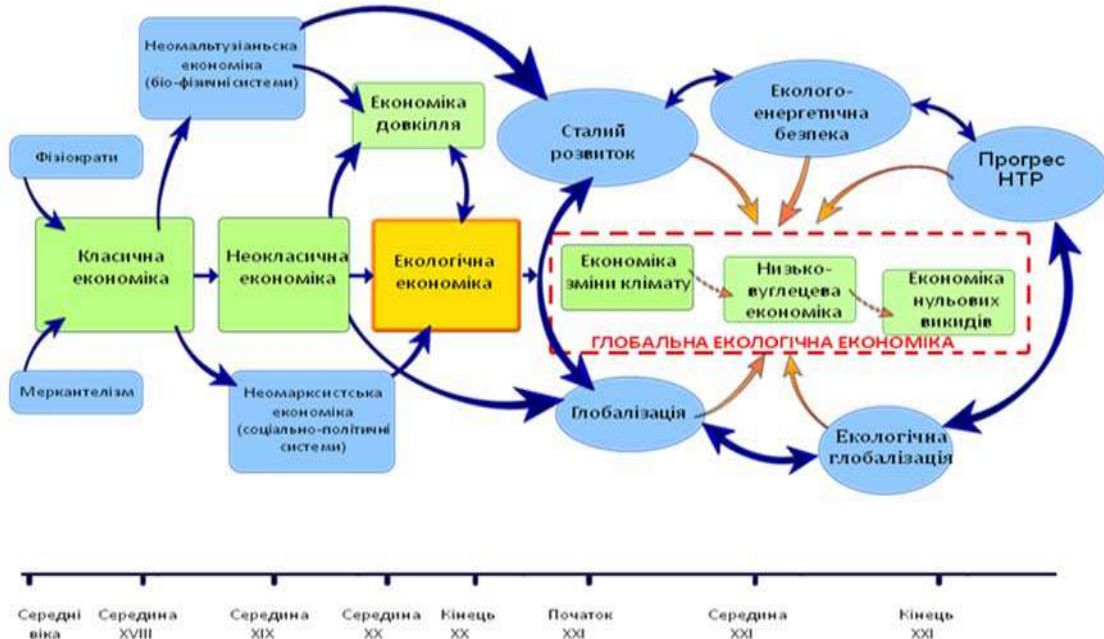 Неомальтузіаньска
економіка
(біо-фізичні системи)
Економіка
довкілля
Сталий
розвиток
Еколого-
енергетична
безпека
Прогрес
НТР
Фізіократи
Класична
економіка
Неокласична
економіка
Екологічна
економіка
Економіка
зміни клімату
Низько-
вуглецева
економіка
Економіка
нульових
викидів
ГЛОБАЛЬНА ЕКОЛОГІЧНА ЕКОНОМІКА
Меркантелізм
Неомарксистська
економіка
(соціально-політичні
системи)
Глобалізація
Екологічна
глобалізація
Середні
віка
Середина
XVIII
Середина
XIX
Середина
XX
Кінець
XX
Початок
XXI
Середина
XXI
Кінець
XXI